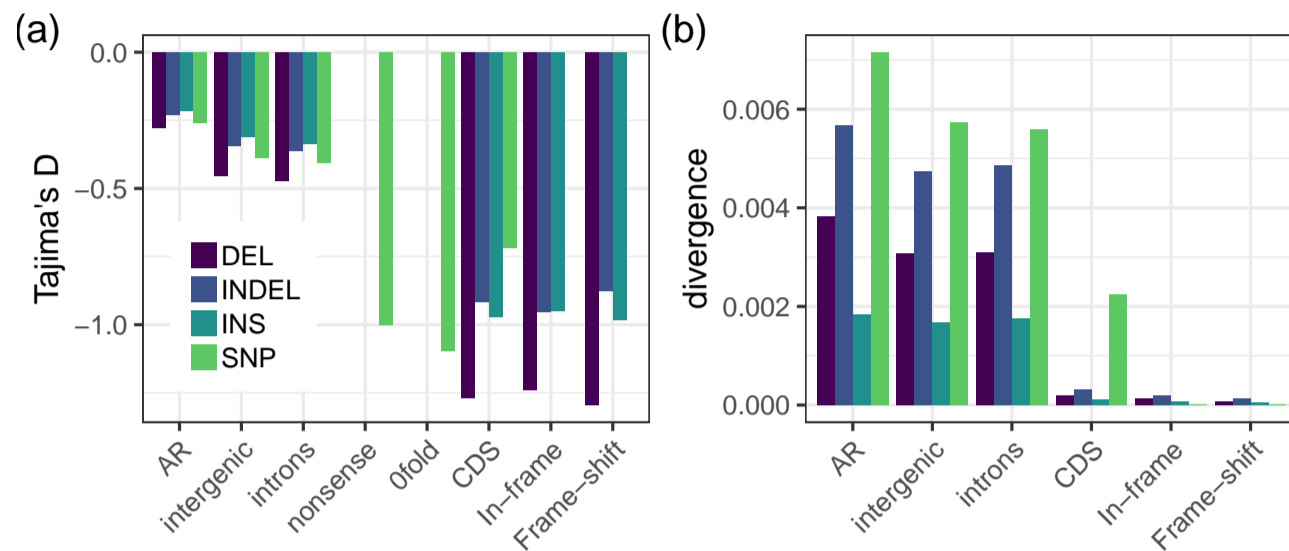 (a)
Tajima's D
0.0
−0.5
−1.0
DEL
INDEL
INS
SNP
AR
intergenic
introns
nonsense
0fold
CDS
In−frame
Frame−shift
(b)
divergence
0.006
0.004
0.002
0.000
AR
intergenic
introns
CDS
In−frame
Frame−shift